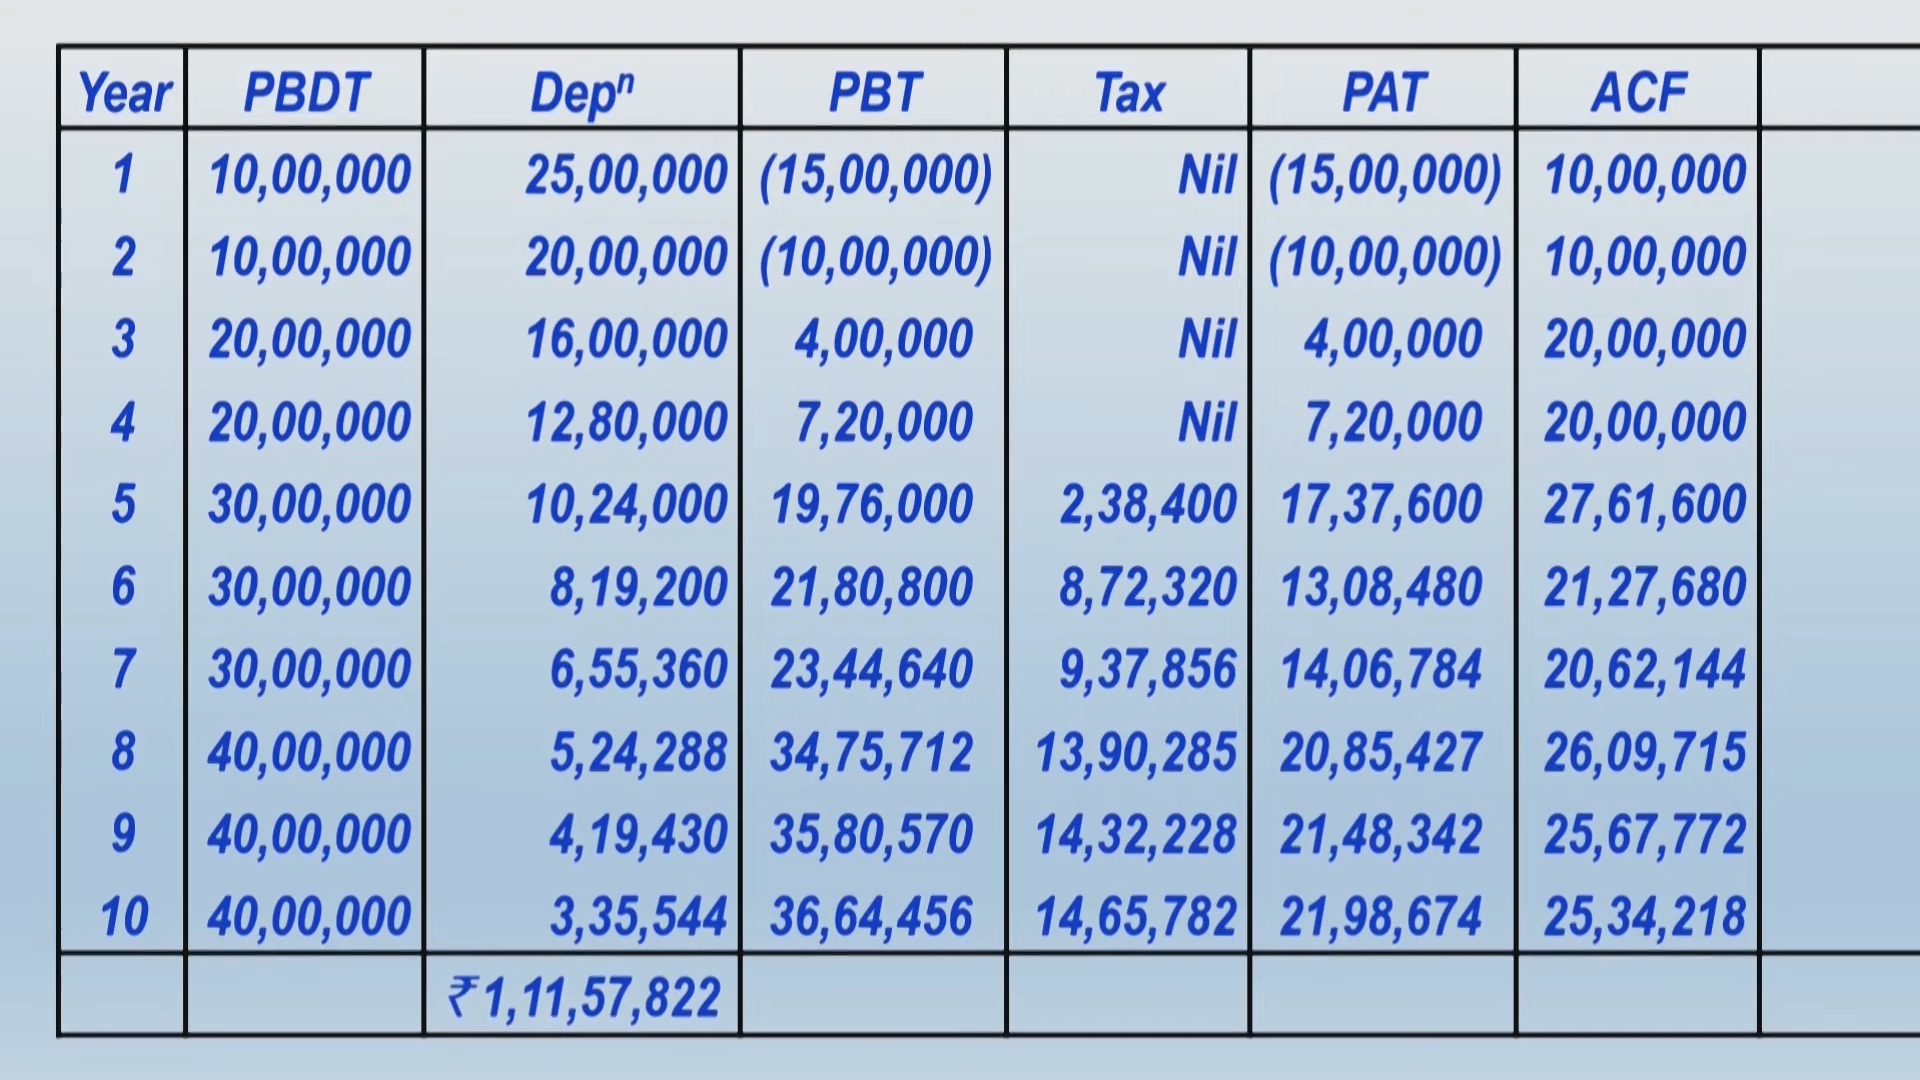 Year PBDT Depⁿ PBT Tax PAT ACF
1 10,00,000 25,00,000 (15,00,000) Nil (15,00,000) 10,00,000
2 10,00,000 20,00,000 (10,00,000) Nil (10,00,000) 10,00,000
3 20,00,000 16,00,000 4,00,000 Nil 4,00,000 20,00,000
4 20,00,000 12,80,000 7,20,000 Nil 7,20,000 20,00,000
5 30,00,000 10,24,000 19,76,000 2,38,400 17,37,600 27,61,600
6 30,00,000 8,19,200 21,80,800 8,72,320 13,08,480 21,27,680
7 30,00,000 6,55,360 23,44,640 9,37,856 14,06,784 20,62,144
8 40,00,000 5,24,288 34,75,712 13,90,285 20,85,427 26,09,715
9 40,00,000 4,19,430 35,80,570 14,32,228 21,48,342 25,67,772
10 40,00,000 3,35,544 36,64,456 14,65,782 21,98,674 25,34,218
₹1,11,57,822